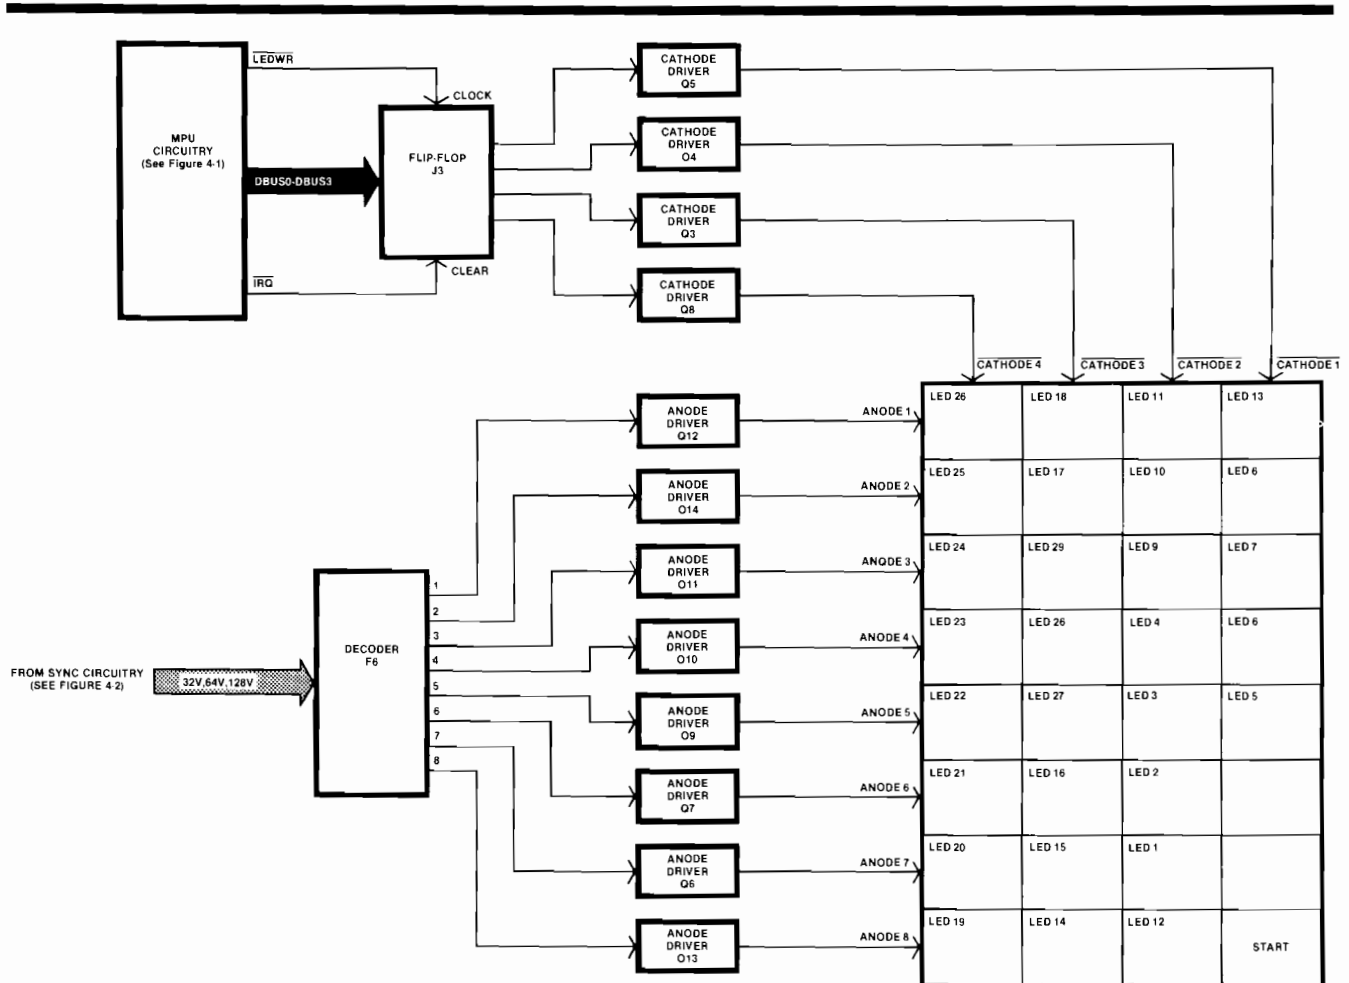 LEDWR
CLOCK
MPU
CIRCUITRY
(See Figure 4-1)
DBUS0-DBUS3
FLIP-FLOP
J3
IRQ
CLEAR
CATHODE
DRIVER
Q5
CATHODE
DRIVER
O4
CATHODE
DRIVER
Q3
CATHODE
DRIVER
Q8
CATHODE 4
CATHODE 3
CATHODE 2
CATHODE 1
FROM SYNC CIRCUITRY
(SEE FIGURE 4-2)
32V,64V,128V
DECODER
F6
1
2
3
4
5
6
7
8
ANODE
DRIVER
Q12
ANODE 1
ANODE
DRIVER
O14
ANODE 2
ANODE
DRIVER
O11
ANODE 3
ANODE
DRIVER
O10
ANODE 4
ANODE
DRIVER
O9
ANODE 5
ANODE
DRIVER
Q7
ANODE 6
ANODE
DRIVER
Q6
ANODE 7
ANODE
DRIVER
O13
ANODE 8
LED 26 LED 18 LED 11 LED 13
LED 25 LED 17 LED 10 LED 6
LED 24 LED 29 LED 9 LED 7
LED 23 LED 26 LED 4 LED 6
LED 22 LED 27 LED 3 LED 5
LED 21 LED 16 LED 2
LED 20 LED 15 LED 1
LED 19 LED 14 LED 12 START